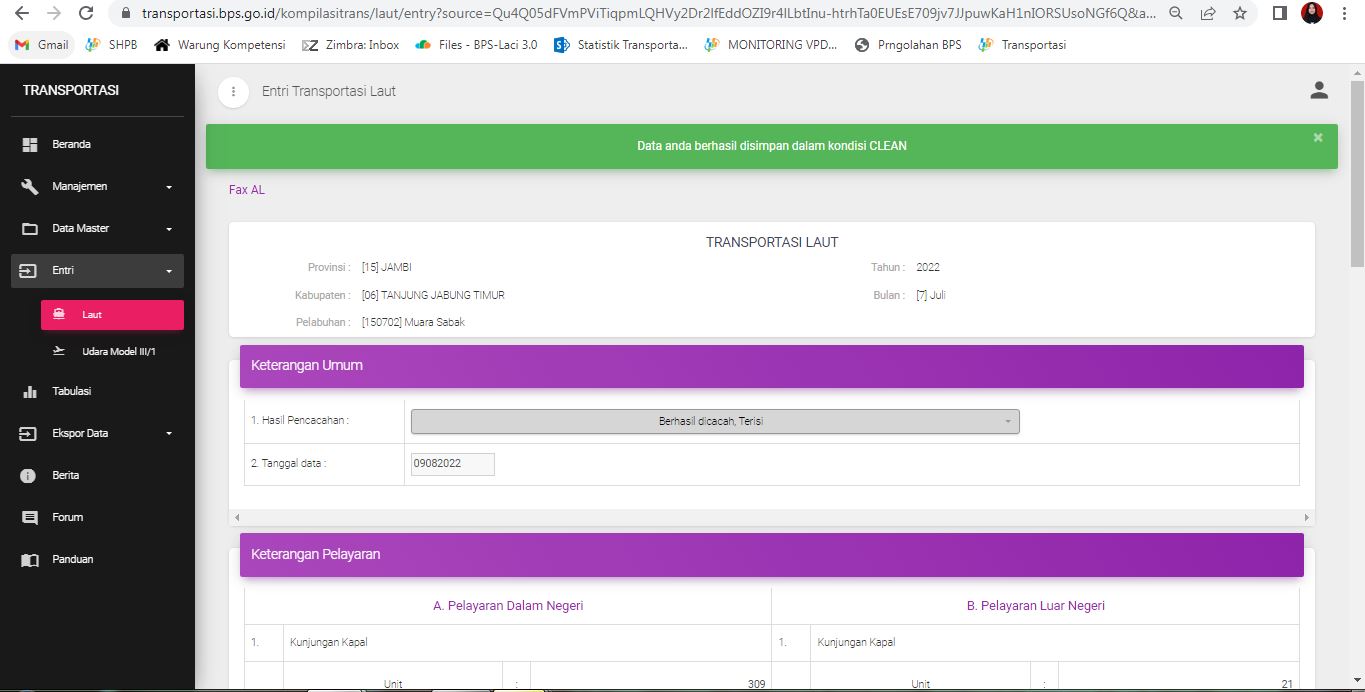 transportasi.bps.go.id/kompilasitrans/laut/entry?source=Qu4Q05dFVmPViTiqpmLQHVy2Dr2lfEddOZI9r4lLbtInu-htrhTa0EUEsE709jv7JJpuwKaH1nIORSUsoNGf6Q&a...
Gmail SHPB Warung Kompetensi Zimbra: Inbox Files - BPS-Laci 3.0 Statistik Transporta... MONITORING VPD... Prngolahan BPS Transportasi
TRANSPORTASI
Entri Transportasi Laut
Data anda berhasil disimpan dalam kondisi CLEAN
Beranda
Manajemen
Data Master
Entri
Laut
Udara Model III/1
Tabulasi
Ekspor Data
Berita
Forum
Panduan
Fax AL
TRANSPORTASI LAUT
Provinsi : [15] JAMBI Tahun : 2022
Kabupaten : [06] TANJUNG JABUNG TIMUR Bulan : [7] Juli
Pelabuhan : [150702] Muara Sabak
Keterangan Umum
1. Hasil Pencacahan : Berhasil dicacah, Terisi
2. Tanggal data : 09082022
Keterangan Pelayaran
A. Pelayaran Dalam Negeri B. Pelayaran Luar Negeri
1. Kunjungan Kapal 1. Kunjungan Kapal
Unit : 309 Unit : 21